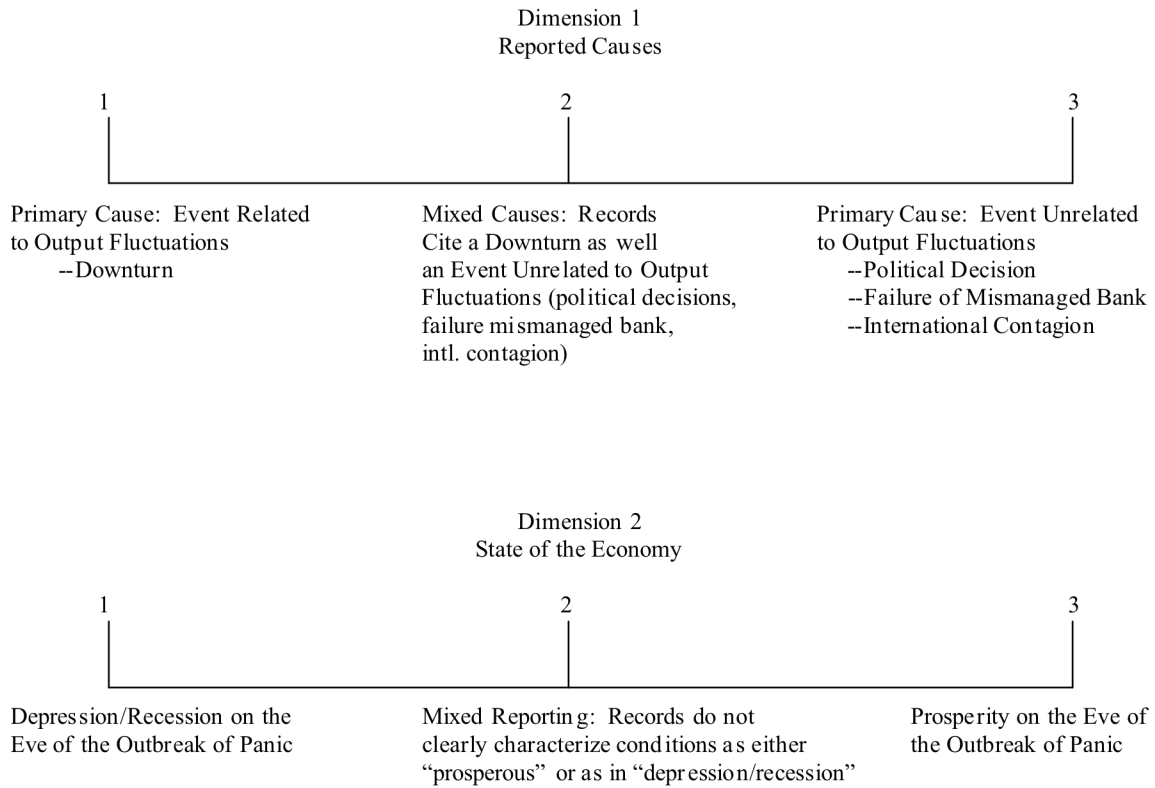 Dimension 1
Reported Causes
1 2 3
Primary Cause: Event Related
to Output Fluctuations
--Downturn
Mixed Causes: Records
Cite a Downturn as well
an Event Unrelated to Output
Fluctuations (political decisions,
failure mismanaged bank,
intl. contagion)
Primary Cause: Event Unrelated
to Output Fluctuations
--Political Decision
--Failure of Mismanaged Bank
--International Contagion
Dimension 2
State of the Economy
1 2 3
Depression/Recession on the
Eve of the Outbreak of Panic
Mixed Reporting: Records do not
clearly characterize conditions as either
“prosperous” or as in “depression/recession”
Prosperity on the Eve of
the Outbreak of Panic